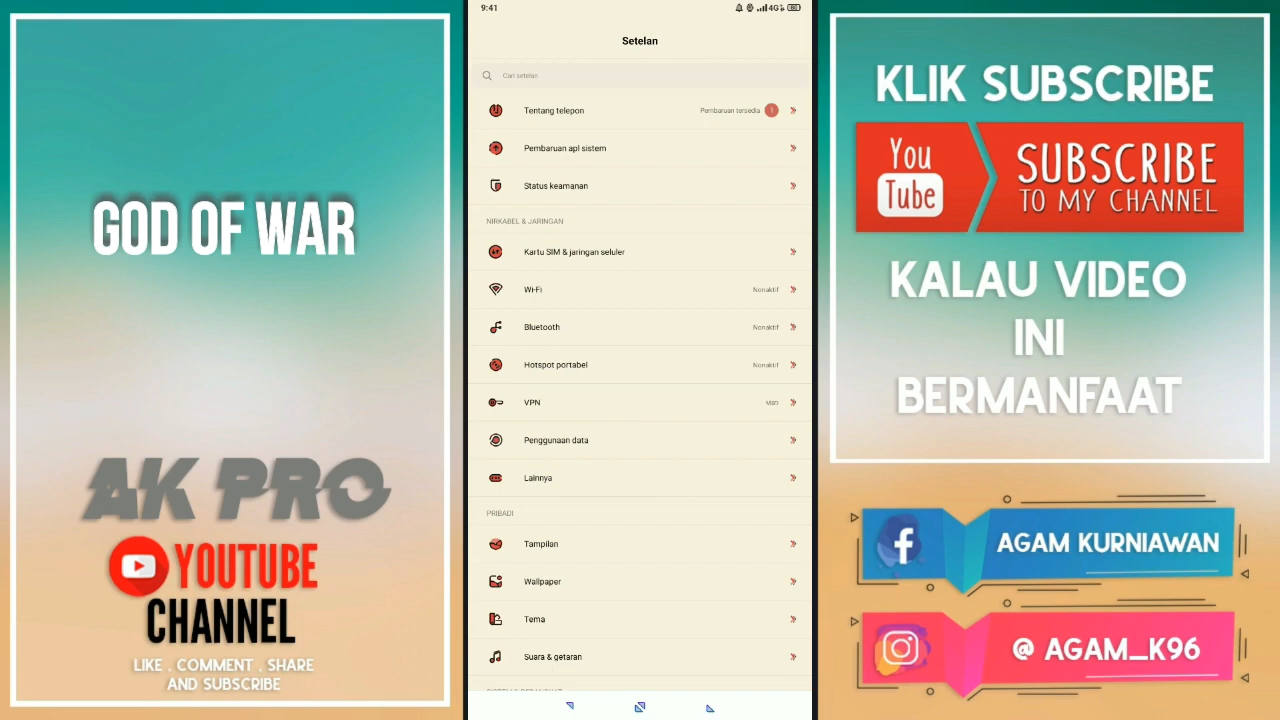 GOD OF WAR
AK PRO
YOUTUBE
CHANNEL
LIKE . COMMENT . SHARE
AND SUBSCRIBE
9:41
4G
Setelan
Cari setelan
Tentang telepon
Pembaruan tersedia
1
Pembaruan apl sistem
Status keamanan
NIRKABEL & JARINGAN
Kartu SIM & jaringan seluler
Wi-Fi
Nonaktif
Bluetooth
Nonaktif
Hotspot portabel
Nonaktif
VPN
Mati
Penggunaan data
Lainnya
PRIBADI
Tampilan
Wallpaper
Tema
Suara & getaran
KLIK SUBSCRIBE
You
Tube
SUBSCRIBE
TO MY CHANNEL
KALAU VIDEO
INI
BERMANFAAT
AGAM KURNIAWAN
@ AGAM_K96